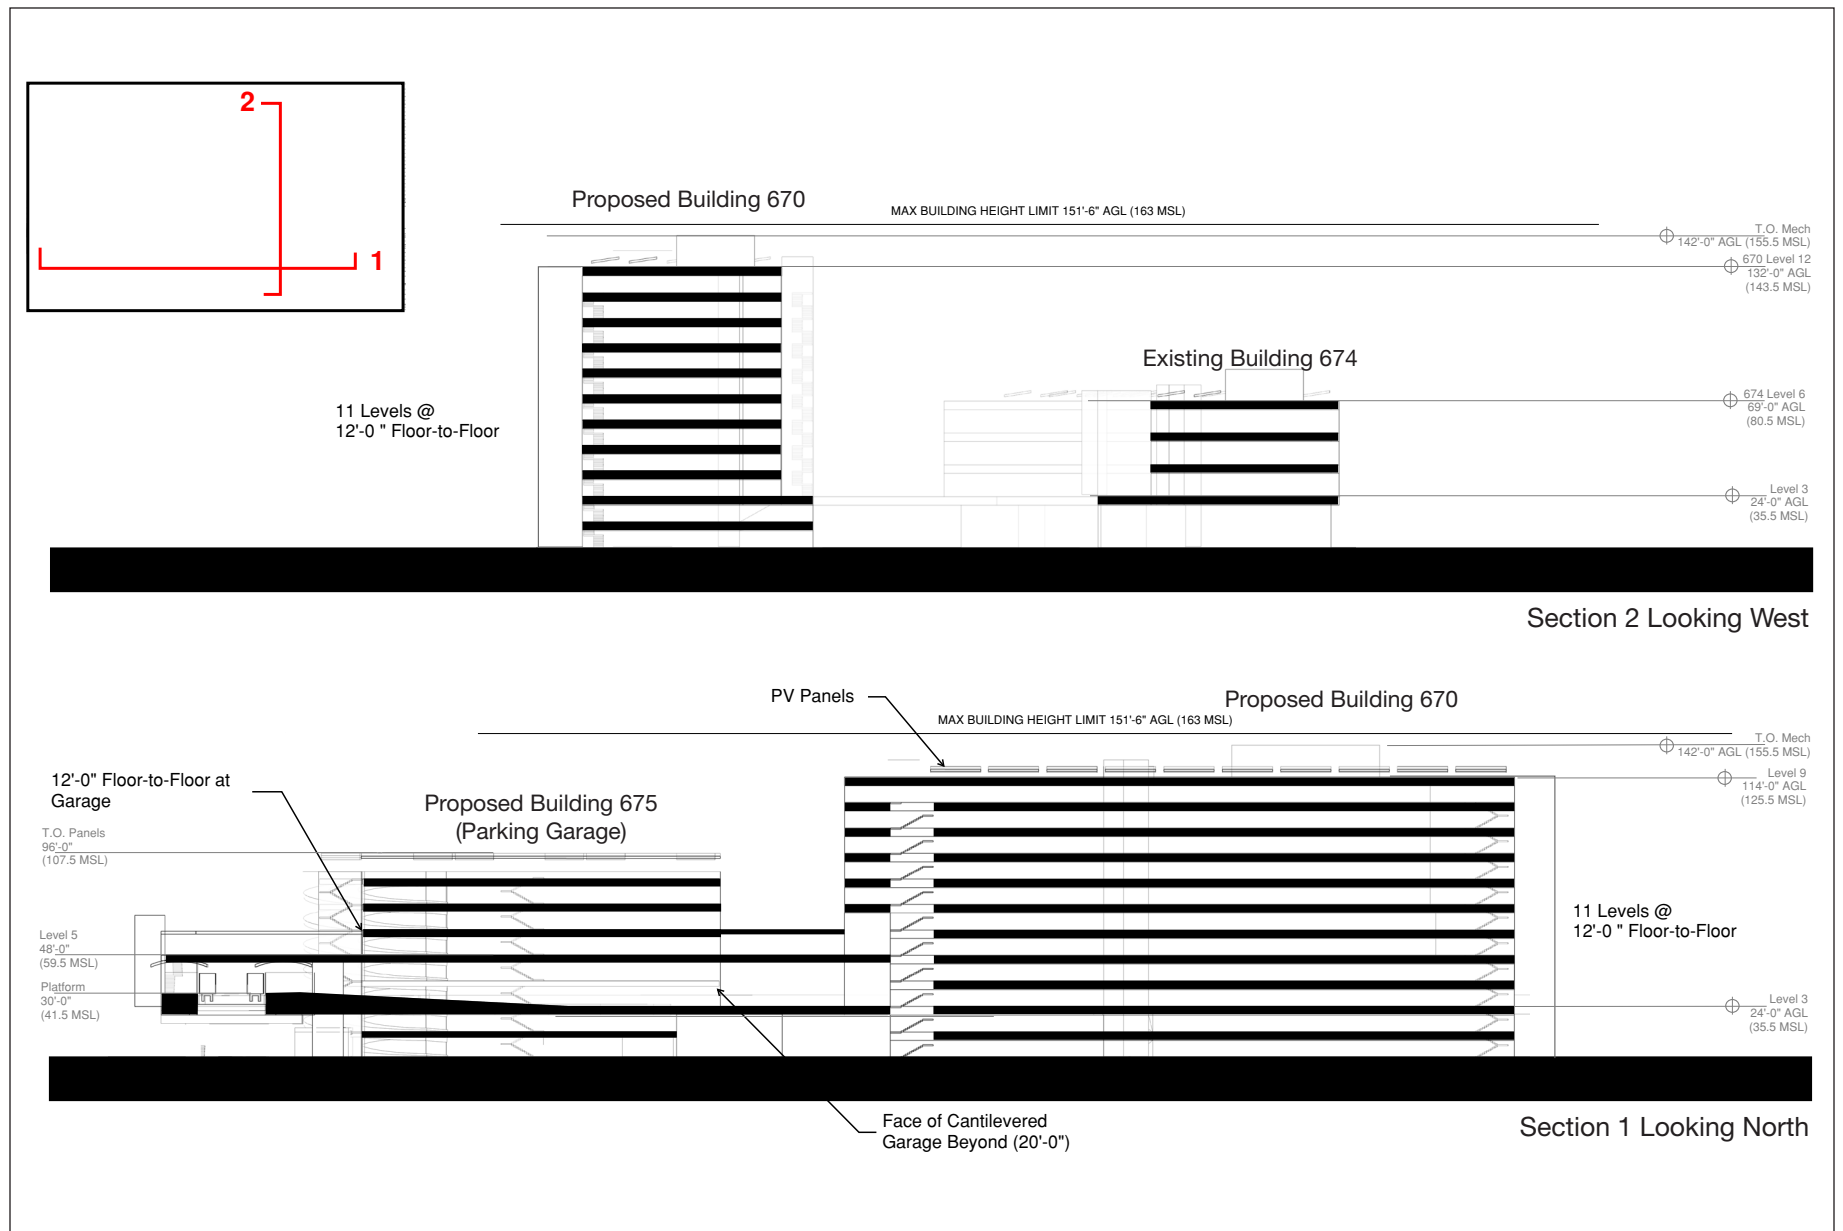 2
1
Proposed Building 670
MAX BUILDING HEIGHT LIMIT 151'-6" AGL (163 MSL)
T.O. Mech
142'-0" AGL (155.5 MSL)
670 Level 12
132'-0" AGL
(143.5 MSL)
Existing Building 674
11 Levels @
12'-0 " Floor-to-Floor
674 Level 6
69'-0" AGL
(80.5 MSL)
Level 3
24'-0" AGL
(35.5 MSL)
Section 2 Looking West
PV Panels
Proposed Building 670
MAX BUILDING HEIGHT LIMIT 151'-6" AGL (163 MSL)
T.O. Mech
142'-0" AGL (155.5 MSL)
12'-0" Floor-to-Floor at
Garage
Level 9
114'-0" AGL
(125.5 MSL)
Proposed Building 675
(Parking Garage)
T.O. Panels
96'-0"
(107.5 MSL)
11 Levels @
12'-0 " Floor-to-Floor
Level 5
48'-0"
(59.5 MSL)
Platform
30'-0"
(41.5 MSL)
Level 3
24'-0" AGL
(35.5 MSL)
Face of Cantilevered
Garage Beyond (20'-0")
Section 1 Looking North